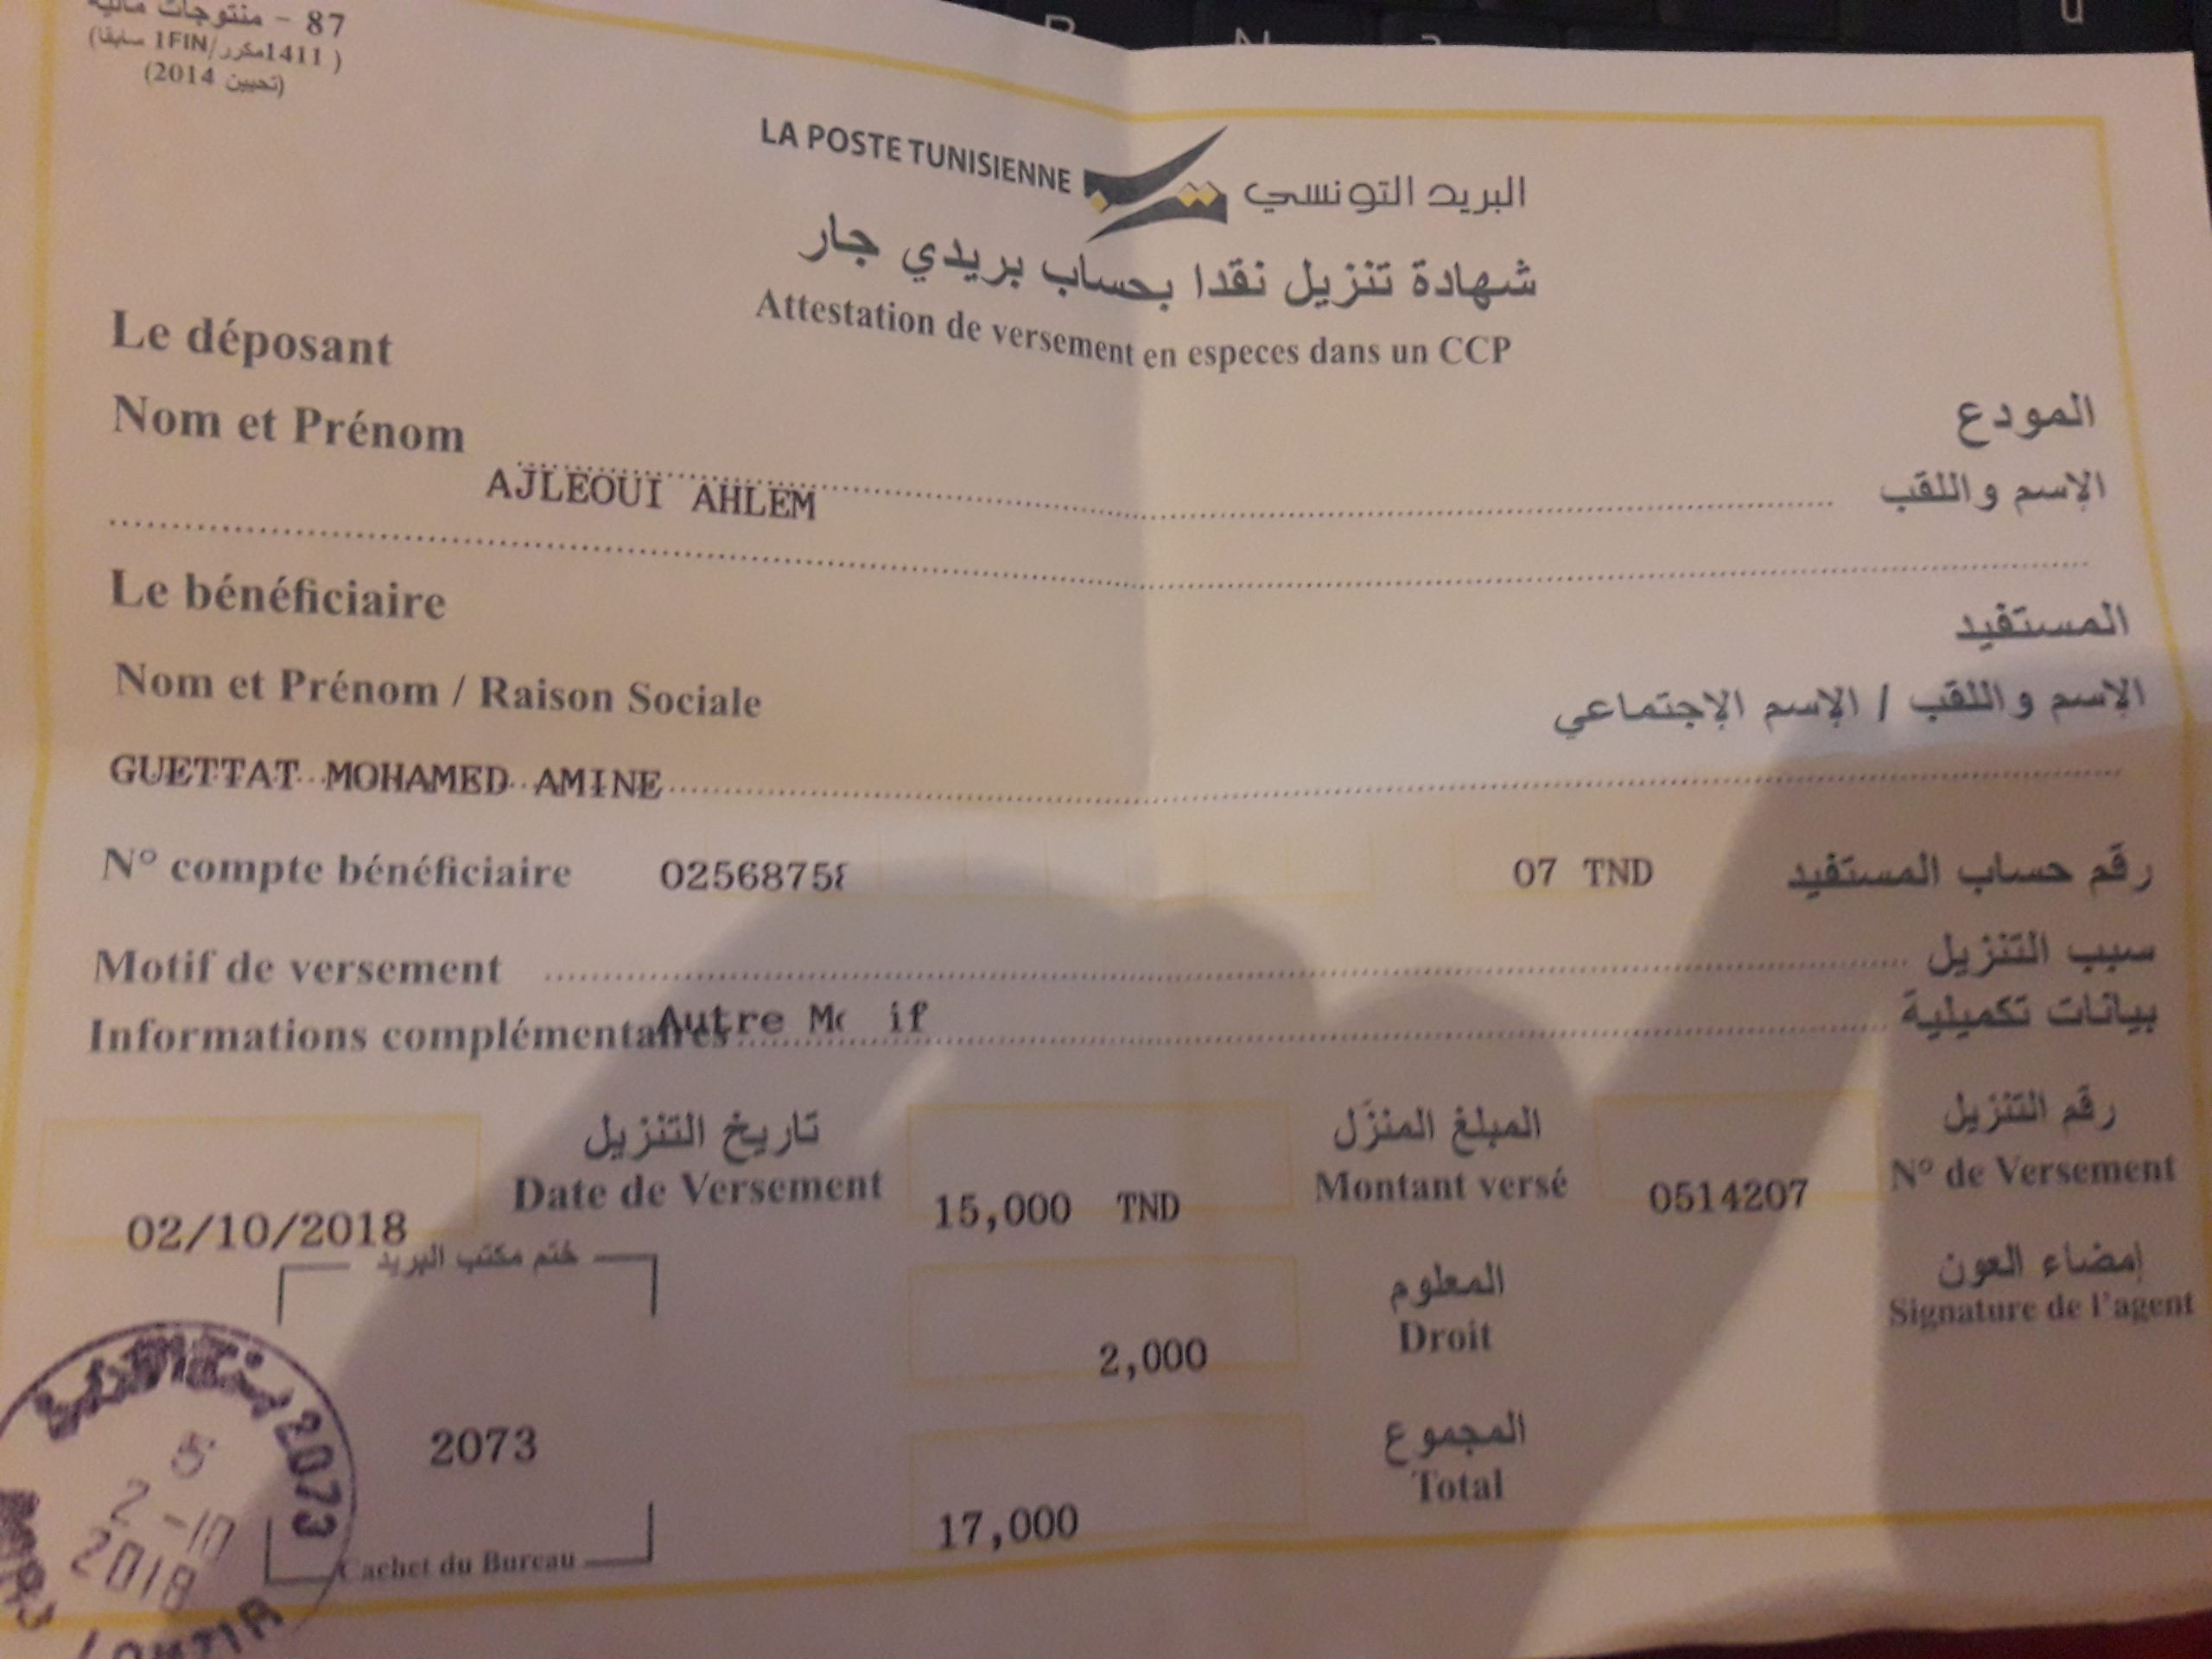 87 - منتوجات مالية
( 1411مكرر/1FIN سابقا)
(تحيين 2014)
LA POSTE TUNISIENNE البريد التونسي
شهادة تنزيل نقدا بحساب بريدي جار
Attestation de versement en especes dans un CCP
Le déposant المودع
Nom et Prénom الإسم واللقب
AJLEOUI AHLEM
Le bénéficiaire المستفيد
Nom et Prénom / Raison Sociale الإسم واللقب / الإسم الإجتماعي
GUETTAT MOHAMED AMINE
N° compte bénéficiaire 02568758 07 TND رقم حساب المستفيد
Motif de versement سبب التنزيل
Informations complémentaires Autre بيانات تكميلية
02/10/2018 تاريخ التنزيل Date de Versement
15,000 TND المبلغ المنزّل Montant versé
0514207 رقم التنزيل N° de Versement
ختم مكتب البريد
2,000 المعلوم Droit
إمضاء العون Signature de l'agent
2073
17,000 المجموع Total
Cachet du Bureau
2073
2 -10
2018